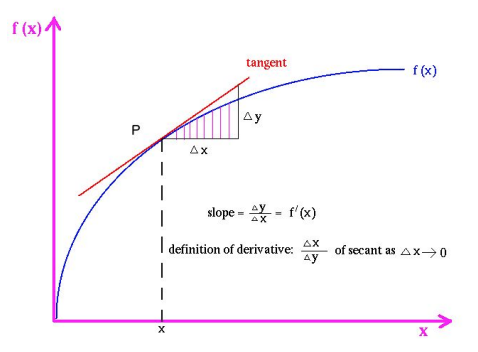 f (x)
tangent
f (x)
P
△ y
△ x
slope = △y/△x = f′(x)
definition of derivative: △x/△y of secant as △x → 0
x
x